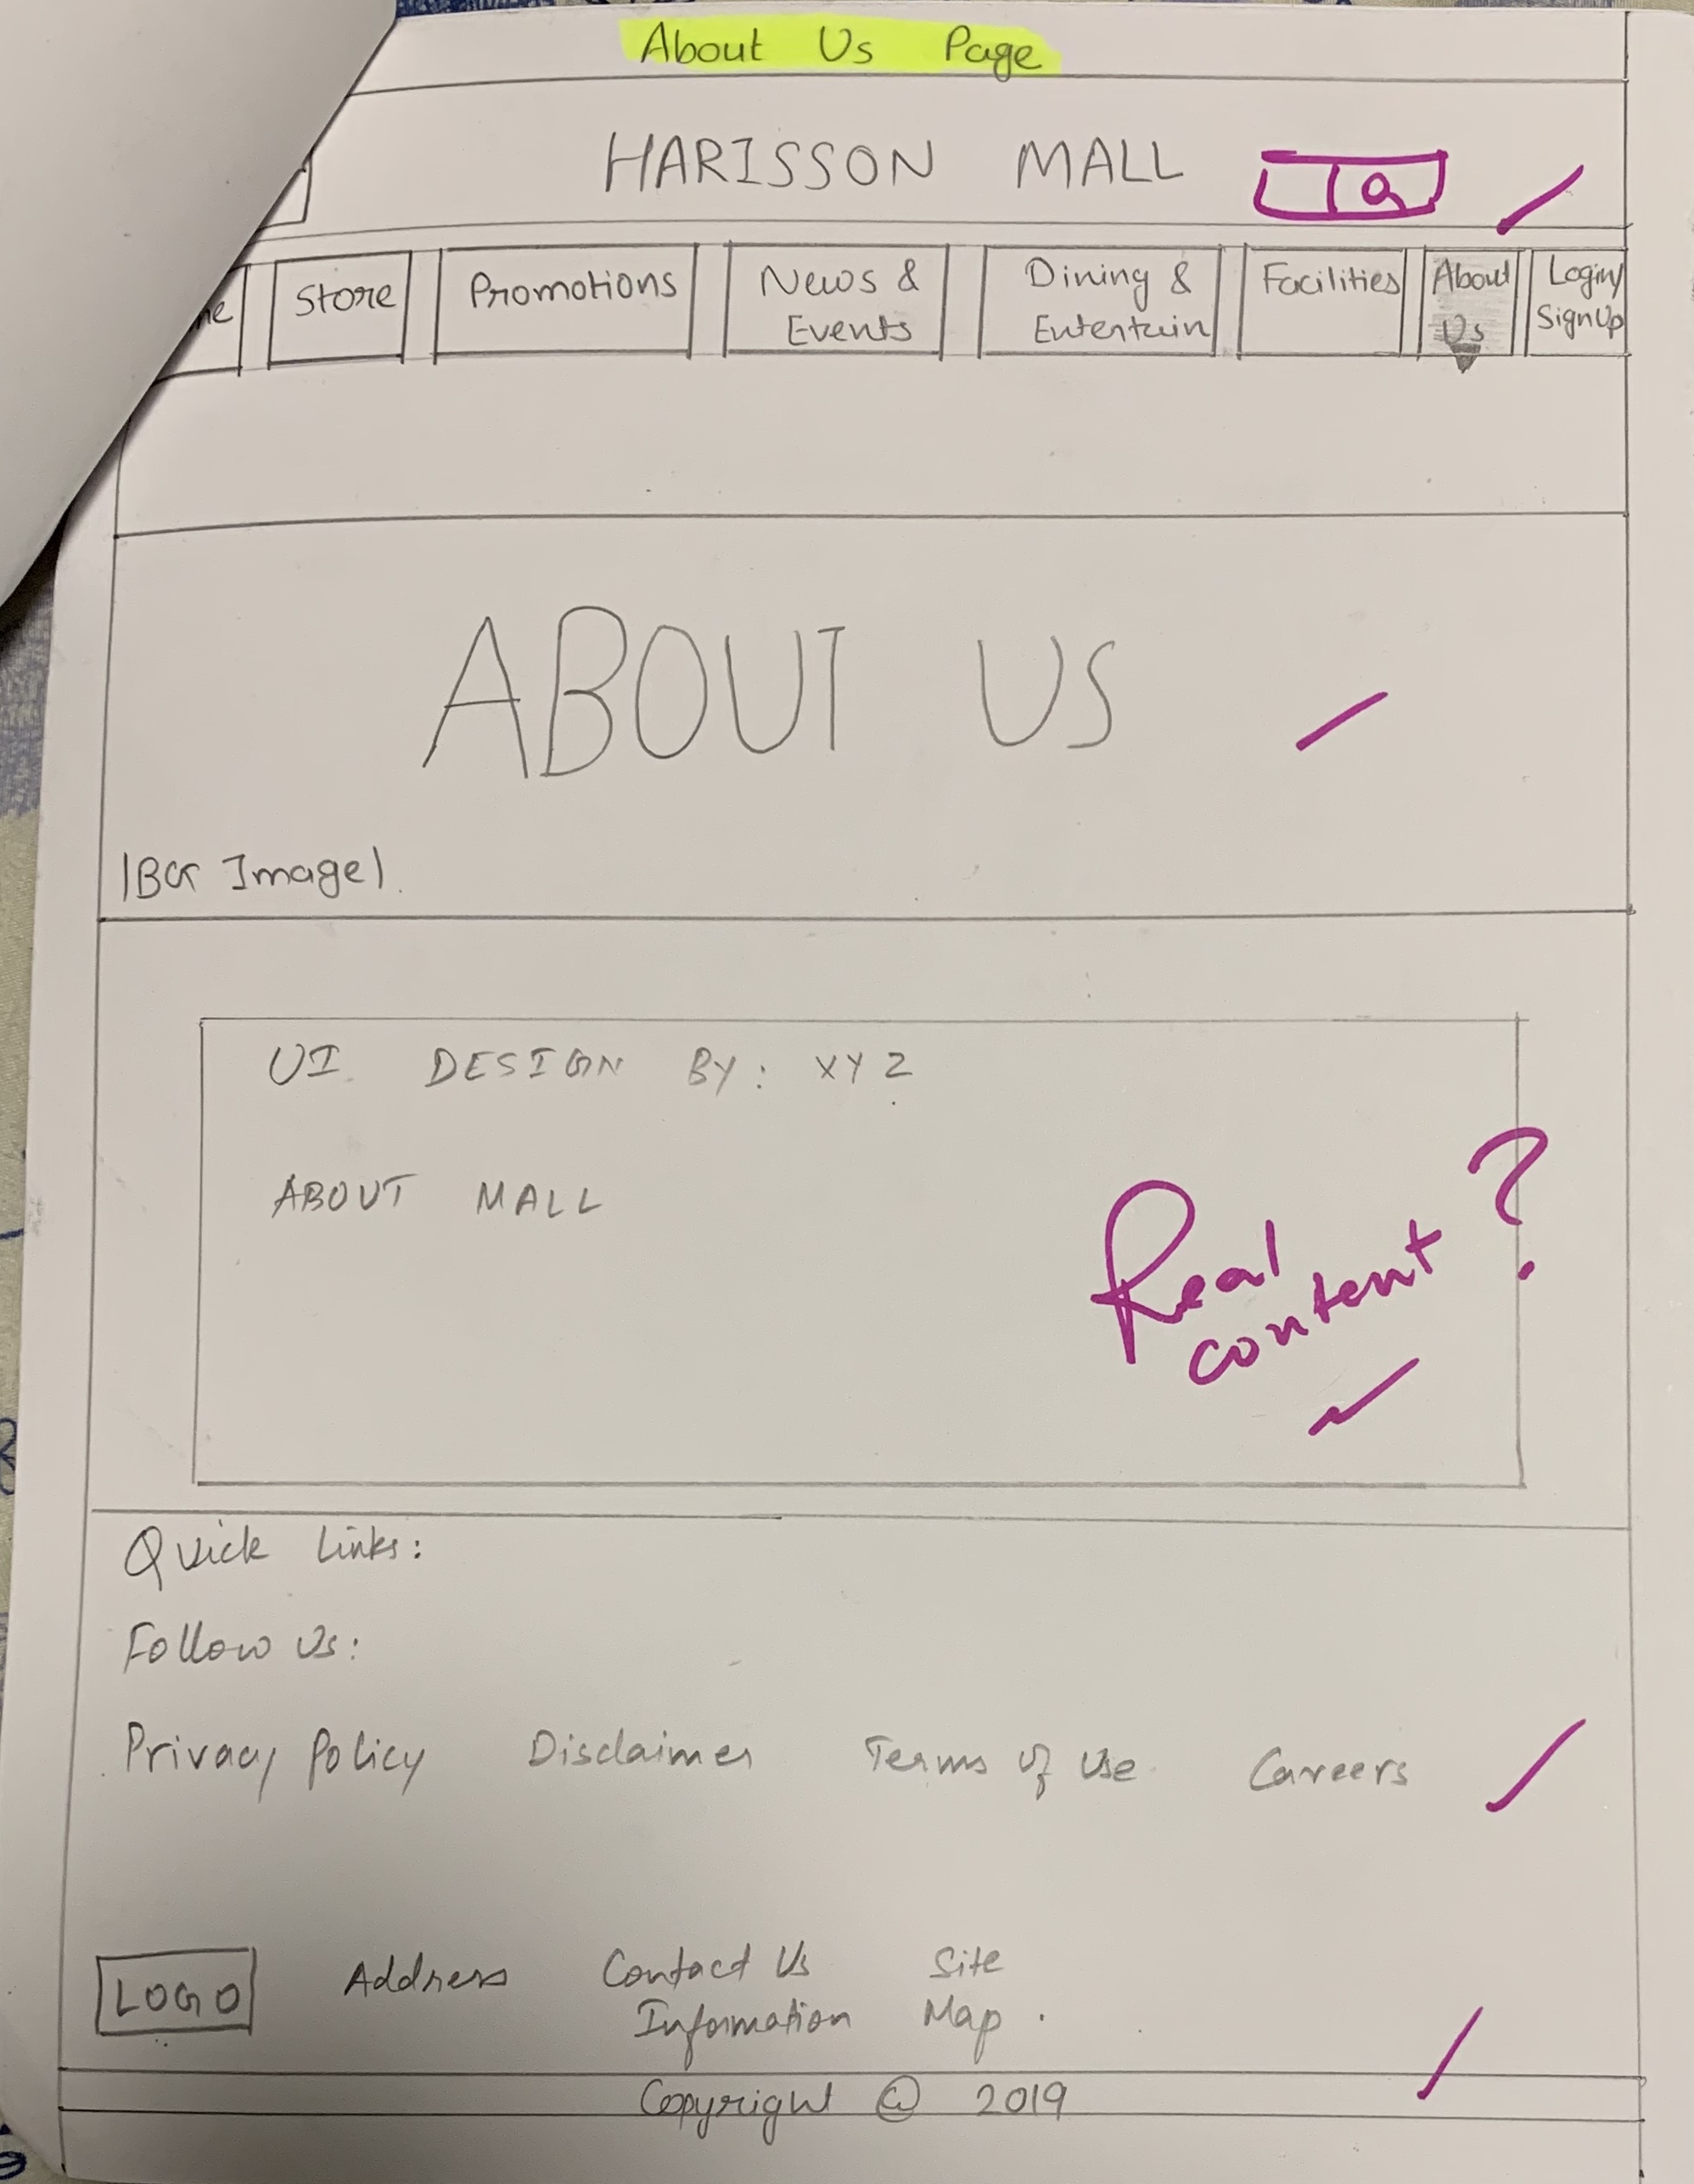 About Us Page
HARISSON MALL
Store
Promotions
News &
Events
Dining &
Entertain
Facilities
About
Us
Login/
SignUp
ABOUT US
|BG Image|
UI DESIGN BY: XYZ
ABOUT MALL
Real
content?
Quick Links:
Follow Us:
Privacy Policy Disclaimer Terms of Use Careers
LOGO
Address
Contact Us
Information
Site
Map
Copyright © 2019